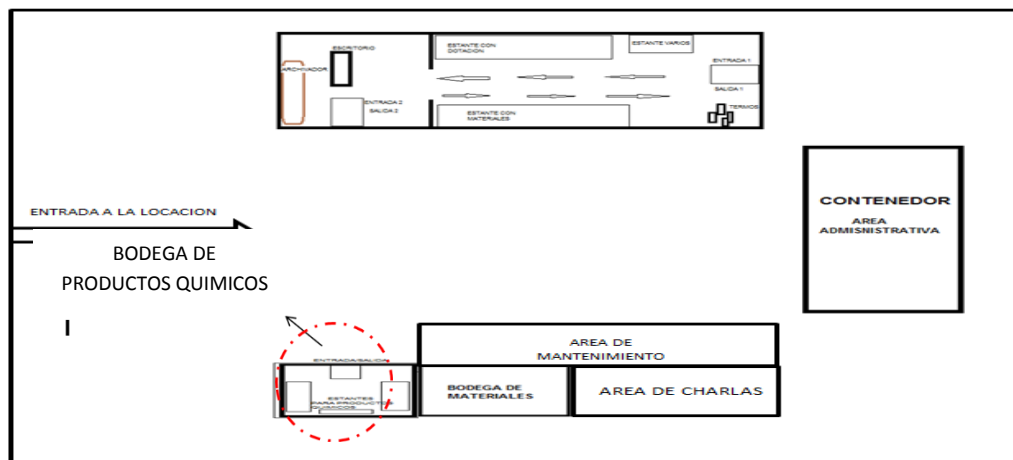 ESCRITORIO
ARCHIVADOR
ENTRADA 2
SALIDA 2
ESTANTE CON
DOTACION
ESTANTE VARIOS
ENTRADA 1
SALIDA 1
TERMOS
ESTANTE CON
MATERIALES
ENTRADA A LA LOCACION
CONTENEDOR
AREA
ADMISNISTRATIVA
BODEGA DE
PRODUCTOS QUIMICOS
ENTRADA/SALIDA
ESTANTES
PARA PRODUCTOS
QUIMICOS
AREA DE
MANTENIMIENTO
BODEGA DE
MATERIALES
AREA DE CHARLAS